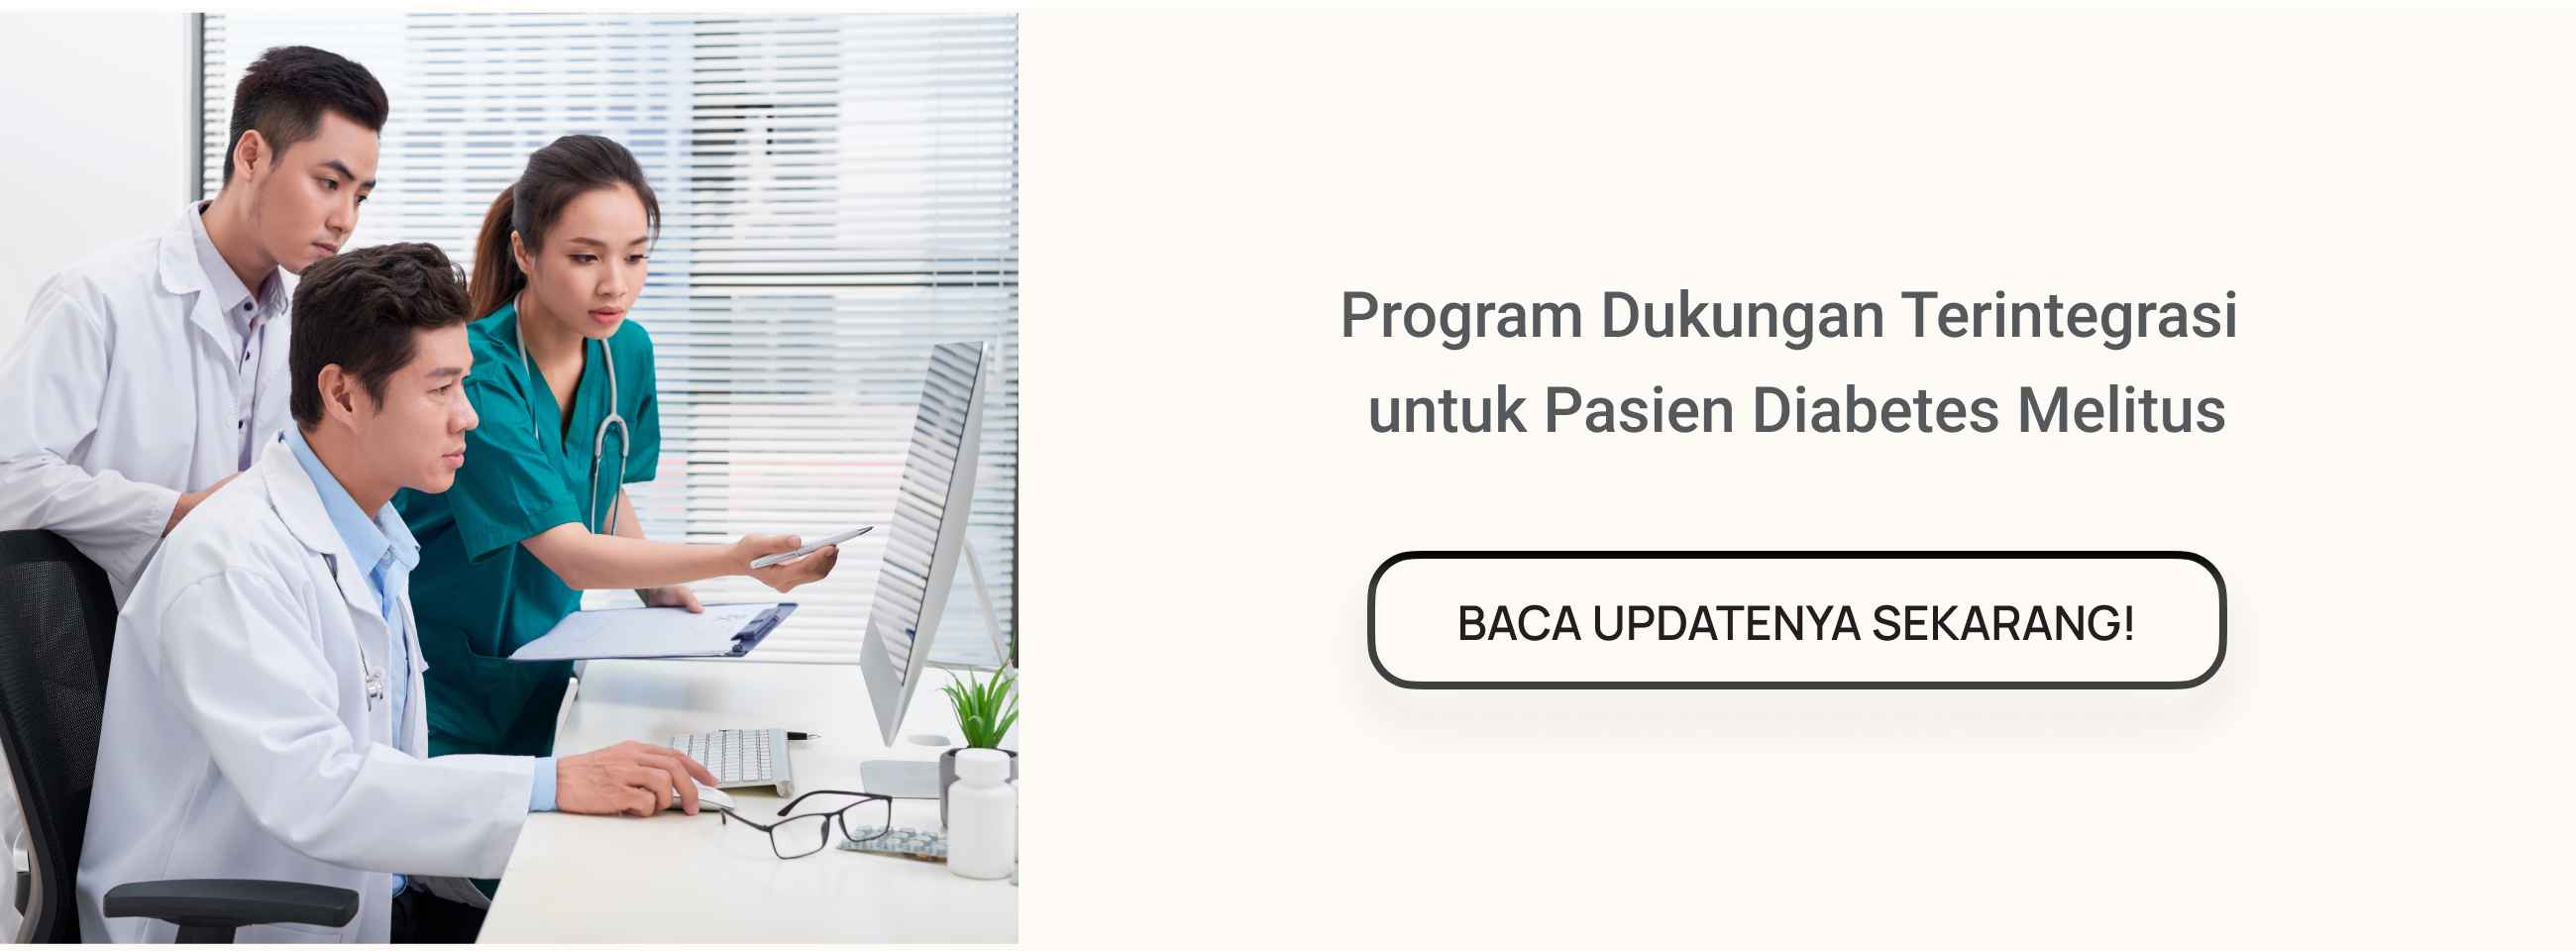 Program Dukungan Terintegrasi
untuk Pasien Diabetes Melitus
BACA UPDATENYA SEKARANG!